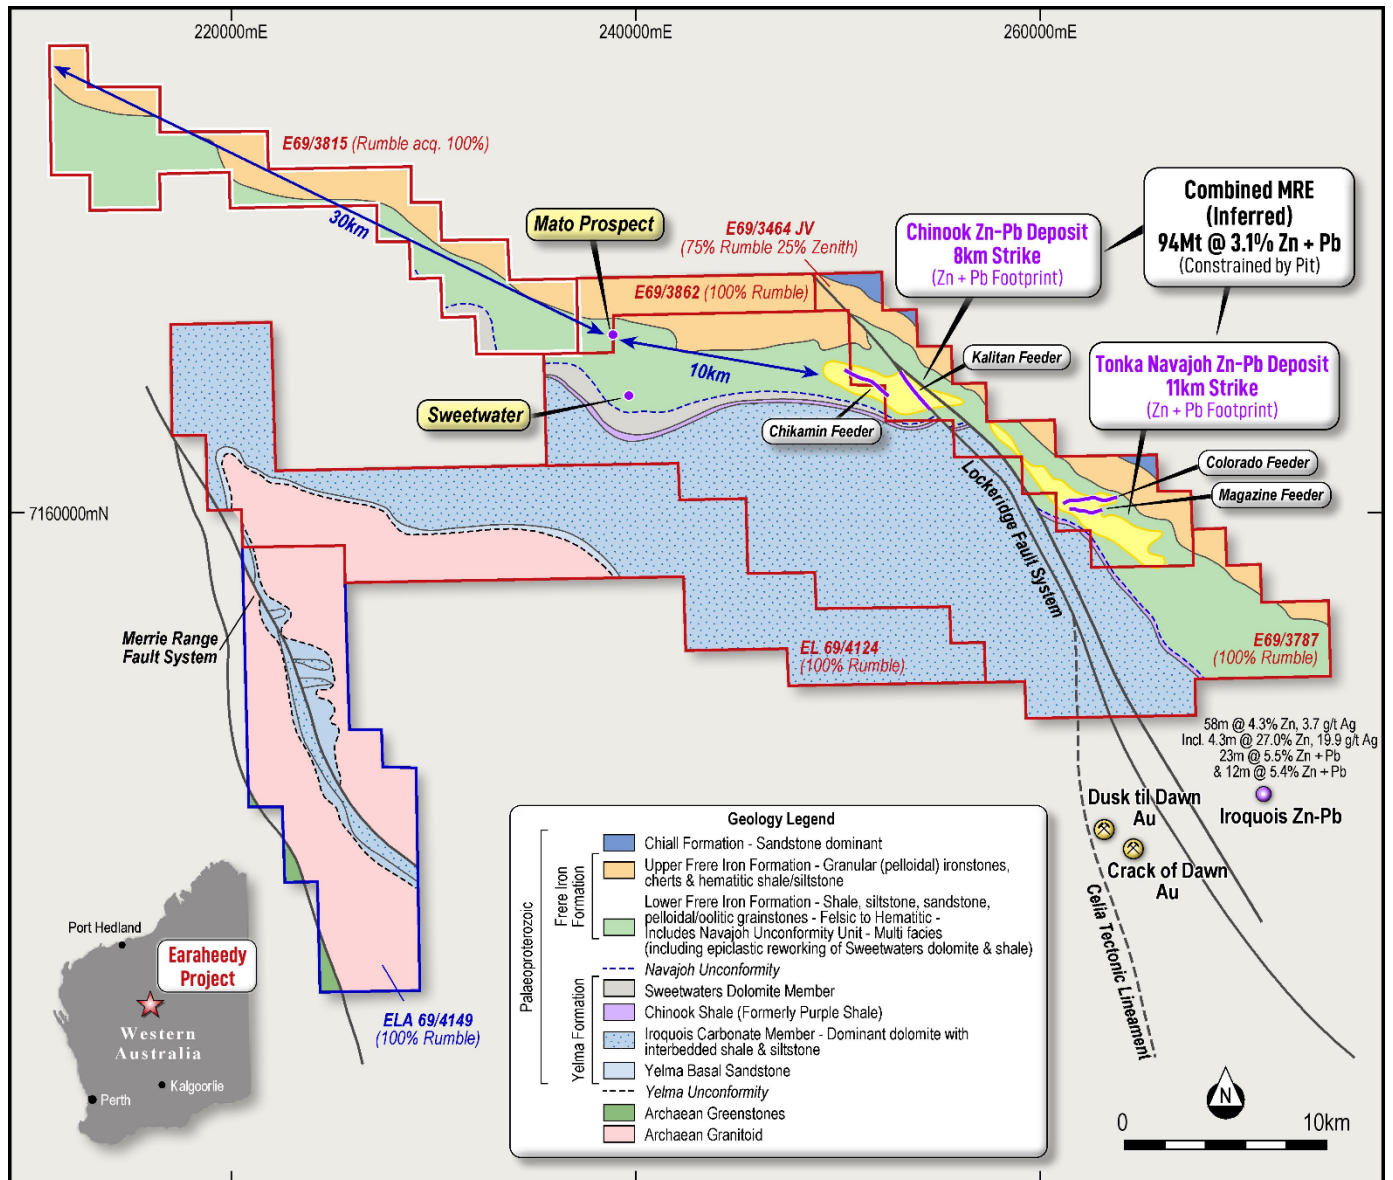 220000mE
240000mE
260000mE
E69/3815 (Rumble acq. 100%)
30km
Mato Prospect
E69/3464 JV
(75% Rumble 25% Zenith)
E69/3862 (100% Rumble)
Chinook Zn-Pb Deposit
8km Strike
(Zn + Pb Footprint)
Combined MRE
(Inferred)
94Mt @ 3.1% Zn + Pb
(Constrained by Pit)
Kalitan Feeder
Tonka Navajoh Zn-Pb Deposit
11km Strike
(Zn + Pb Footprint)
10km
Sweetwater
Chikamin Feeder
Colorado Feeder
Magazine Feeder
Lockeridge Fault System
7160000mN
Merrie Range
Fault System
EL 69/4124
(100% Rumble)
E69/3787
(100% Rumble)
58m @ 4.3% Zn, 3.7 g/t Ag
Incl. 4.3m @ 27.0% Zn, 19.9 g/t Ag
23m @ 5.5% Zn + Pb
& 12m @ 5.4% Zn + Pb
Iroquois Zn-Pb
Dusk til Dawn
Au
Crack of Dawn
Au
Celia Tectonic Lineament
ELA 69/4149
(100% Rumble)
Geology Legend
Palaeoproterozoic
Frere Iron
Formation
Yelma Formation
Chiall Formation - Sandstone dominant
Upper Frere Iron Formation - Granular (pelloidal) ironstones,
cherts & hematitic shale/siltstone
Lower Frere Iron Formation - Shale, siltstone, sandstone,
pelloidal/oolitic grainstones - Felsic to Hematitic -
Includes Navajoh Unconformity Unit - Multi facies
(including epiclastic reworking of Sweetwaters dolomite & shale)
Navajoh Unconformity
Sweetwaters Dolomite Member
Chinook Shale (Formerly Purple Shale)
Iroquois Carbonate Member - Dominant dolomite with
interbedded shale & siltstone
Yelma Basal Sandstone
Yelma Unconformity
Archaean Greenstones
Archaean Granitoid
Port Hedland
Earaheedy
Project
Western
Australia
Kalgoorlie
Perth
N
0
10km